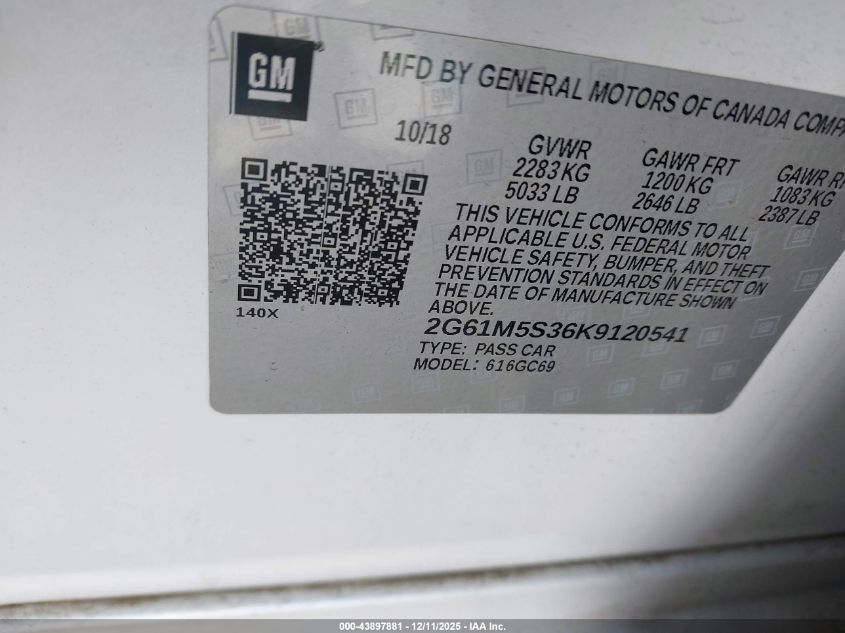 GM
MFD BY GENERAL MOTORS OF CANADA
10/18
GVWR
2283 KG
5033 LB
GAWR FRT
1200 KG
2646 LB
GAWR
1083 KG
2387 LB
THIS VEHICLE CONFORMS TO ALL
APPLICABLE U.S. FEDERAL MOTOR
VEHICLE SAFETY, BUMPER, AND THEFT
PREVENTION STANDARDS IN EFFECT ON
THE DATE OF MANUFACTURE SHOWN
ABOVE.
140X
2G61M5S36K9120541
TYPE: PASS CAR
MODEL: 616GC69
000-43897881 - 12/11/2025 - IAA Inc.